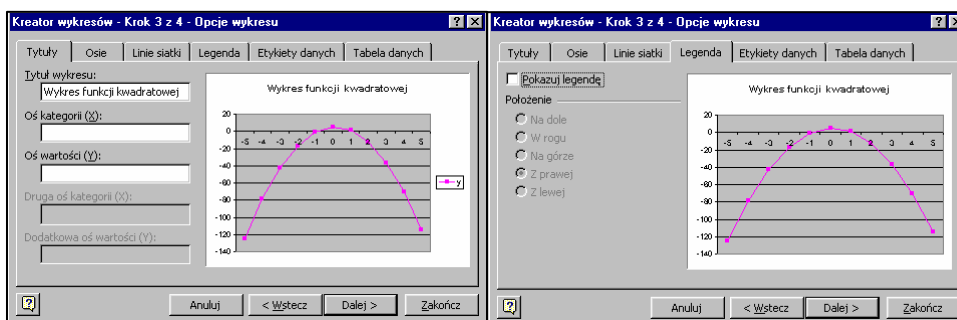 Kreator wykresów - Krok 3 z 4 - Opcje wykresu
Tytuły Osie Linie siatki Legenda Etykiety danych Tabela danych
Tytuł wykresu:
Wykres funkcji kwadratowej
Oś kategorii (X):
Oś wartości (Y):
Druga oś kategorii (X):
Dodatkowa oś wartości (Y):
Wykres funkcji kwadratowej
20
0
-20
-40
-60
-80
-100
-120
-140
-5 -4 -3 -2 -1 0 1 2 3 4 5
y
Anuluj < Wstecz Dalej > Zakończ
Kreator wykresów - Krok 3 z 4 - Opcje wykresu
Tytuły Osie Linie siatki Legenda Etykiety danych Tabela danych
Pokazuj legendę
Położenie
Na dole
W rogu
Na górze
Z prawej
Z lewej
Wykres funkcji kwadratowej
20
0
-20
-40
-60
-80
-100
-120
-140
-5 -4 -3 -2 -1 0 1 2 3 4 5
Anuluj < Wstecz Dalej > Zakończ